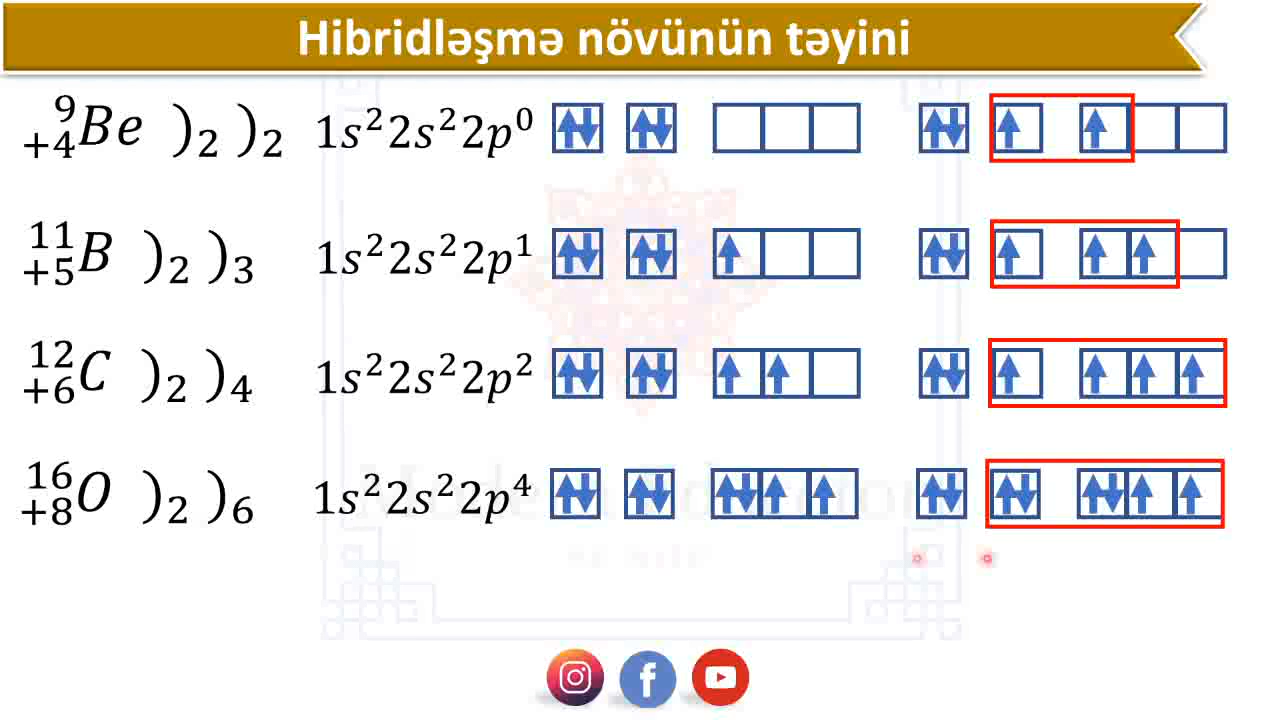 Hibridləşmə növünün təyini
⁹₊₄Be )₂ )₂ 1s²2s²2p⁰ ↑↓ ↑↓ ↑↓ ↑ ↑
¹¹₊₅B )₂ )₃ 1s²2s²2p¹ ↑↓ ↑↓ ↑ ↑↓ ↑ ↑ ↑
¹²₊₆C )₂ )₄ 1s²2s²2p² ↑↓ ↑↓ ↑ ↑ ↑↓ ↑ ↑ ↑ ↑
¹⁶₊₈O )₂ )₆ 1s²2s²2p⁴ ↑↓ ↑↓ ↑↓ ↑ ↑ ↑↓ ↑↓ ↑↓ ↑ ↑